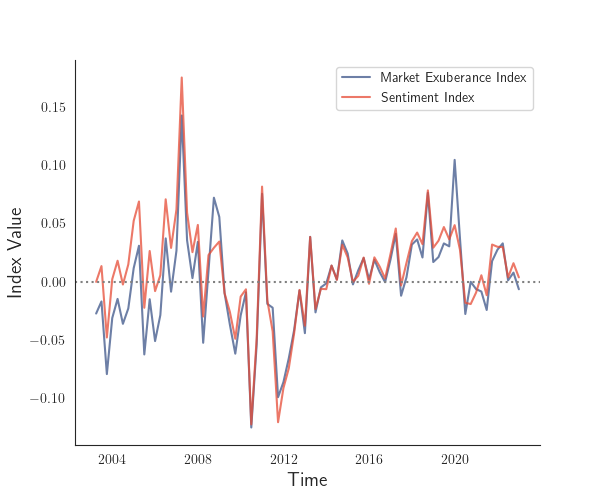 Market Exuberance Index
Sentiment Index
0.15
0.10
0.05
0.00
−0.05
−0.10
Index Value
2004 2008 2012 2016 2020
Time